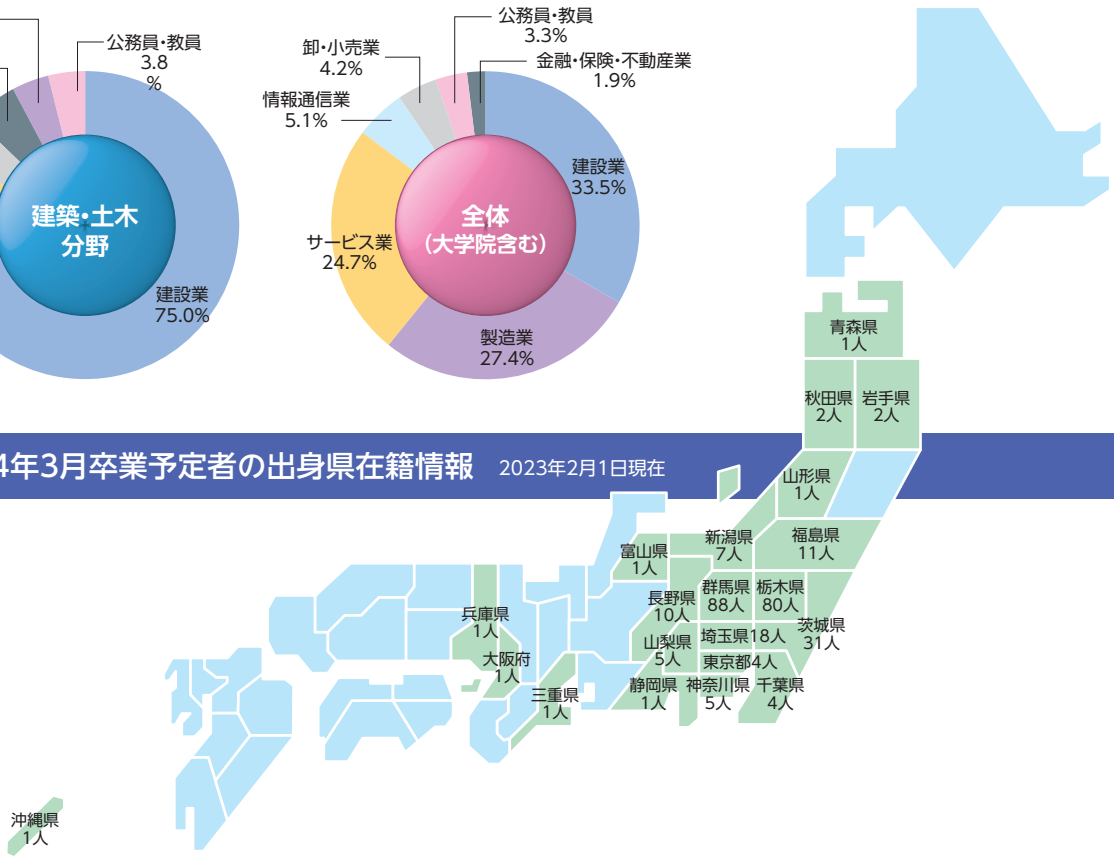 公務員・教員
3.8
%
建築・土木
分野
建設業
75.0%
公務員・教員
3.3%
卸・小売業
4.2%
金融・保険・不動産業
1.9%
情報通信業
5.1%
建設業
33.5%
全体
（大学院含む）
サービス業
24.7%
製造業
27.4%
4年3月卒業予定者の出身県在籍情報 2023年2月1日現在
青森県
1人
秋田県
2人
岩手県
2人
山形県
1人
新潟県
7人
福島県
11人
富山県
1人
長野県
10人
群馬県
88人
栃木県
80人
茨城県
31人
兵庫県
1人
山梨県
5人
埼玉県18人
大阪府
1人
東京都4人
三重県
1人
静岡県
1人
神奈川県
5人
千葉県
4人
沖縄県
1人